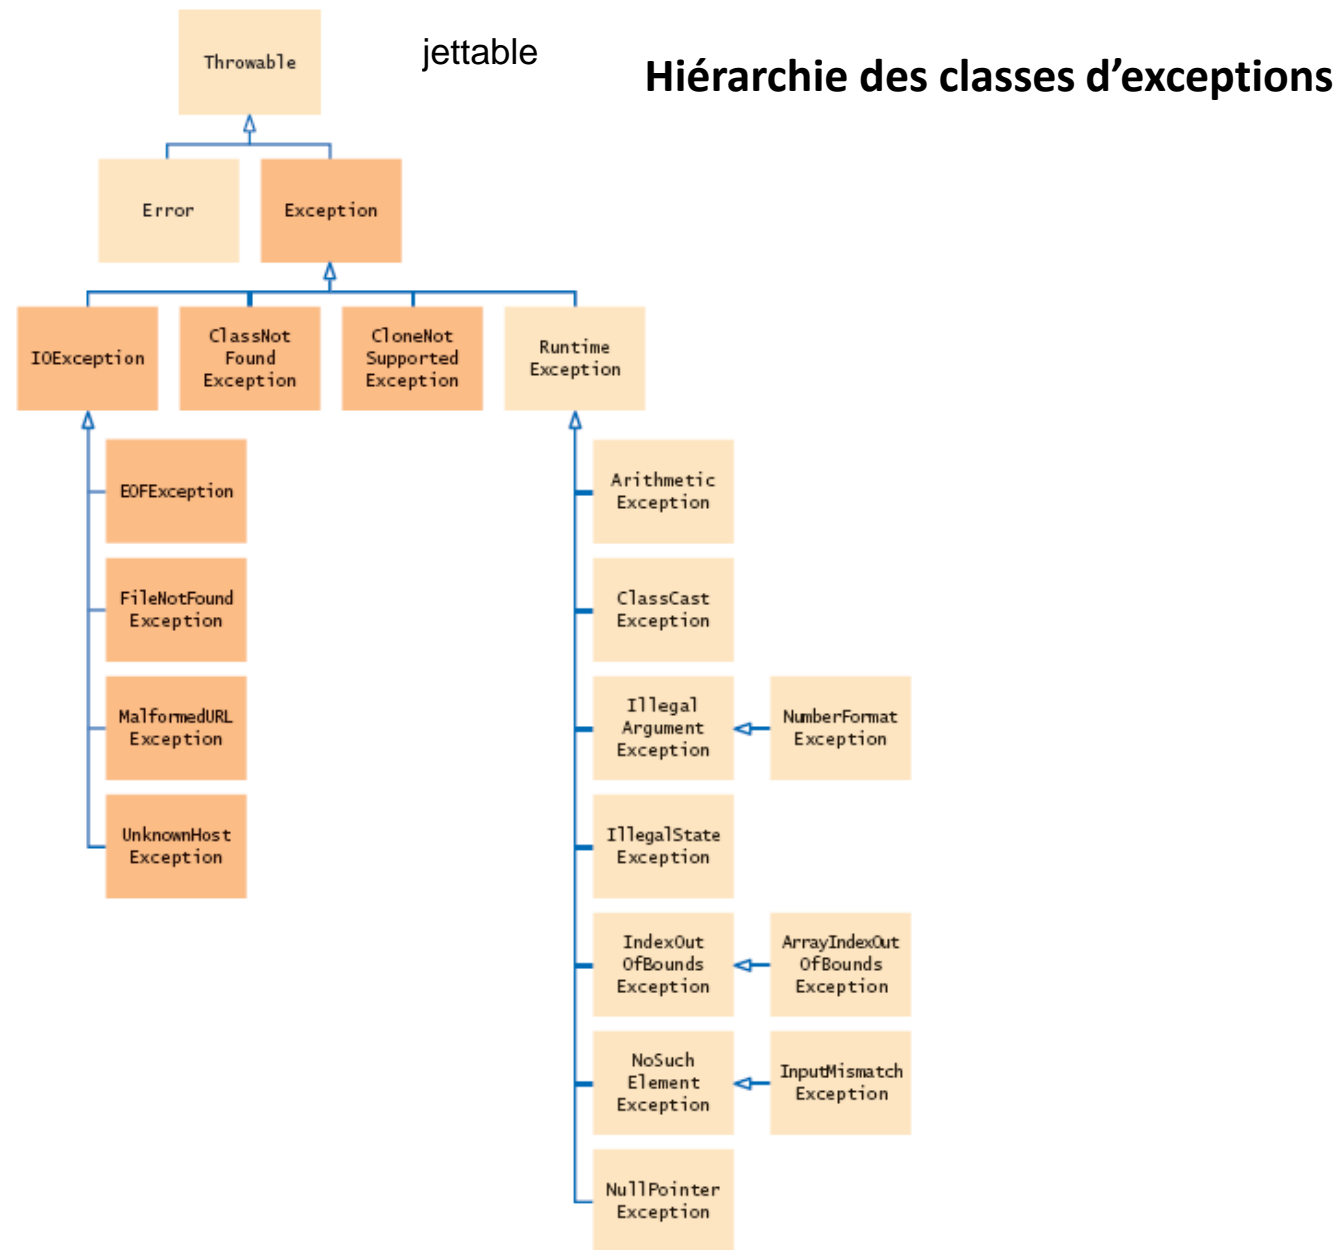 Throwable
jettable
Hiérarchie des classes d’exceptions
Error
Exception
IOException
ClassNot
Found
Exception
CloneNot
Supported
Exception
Runtime
Exception
EOFException
FileNotFound
Exception
MalformedURL
Exception
UnknownHost
Exception
Arithmetic
Exception
ClassCast
Exception
Illegal
Argument
Exception
NumberFormat
Exception
IllegalState
Exception
IndexOut
OfBounds
Exception
ArrayIndexOut
OfBounds
Exception
NoSuch
Element
Exception
InputMismatch
Exception
NullPointer
Exception